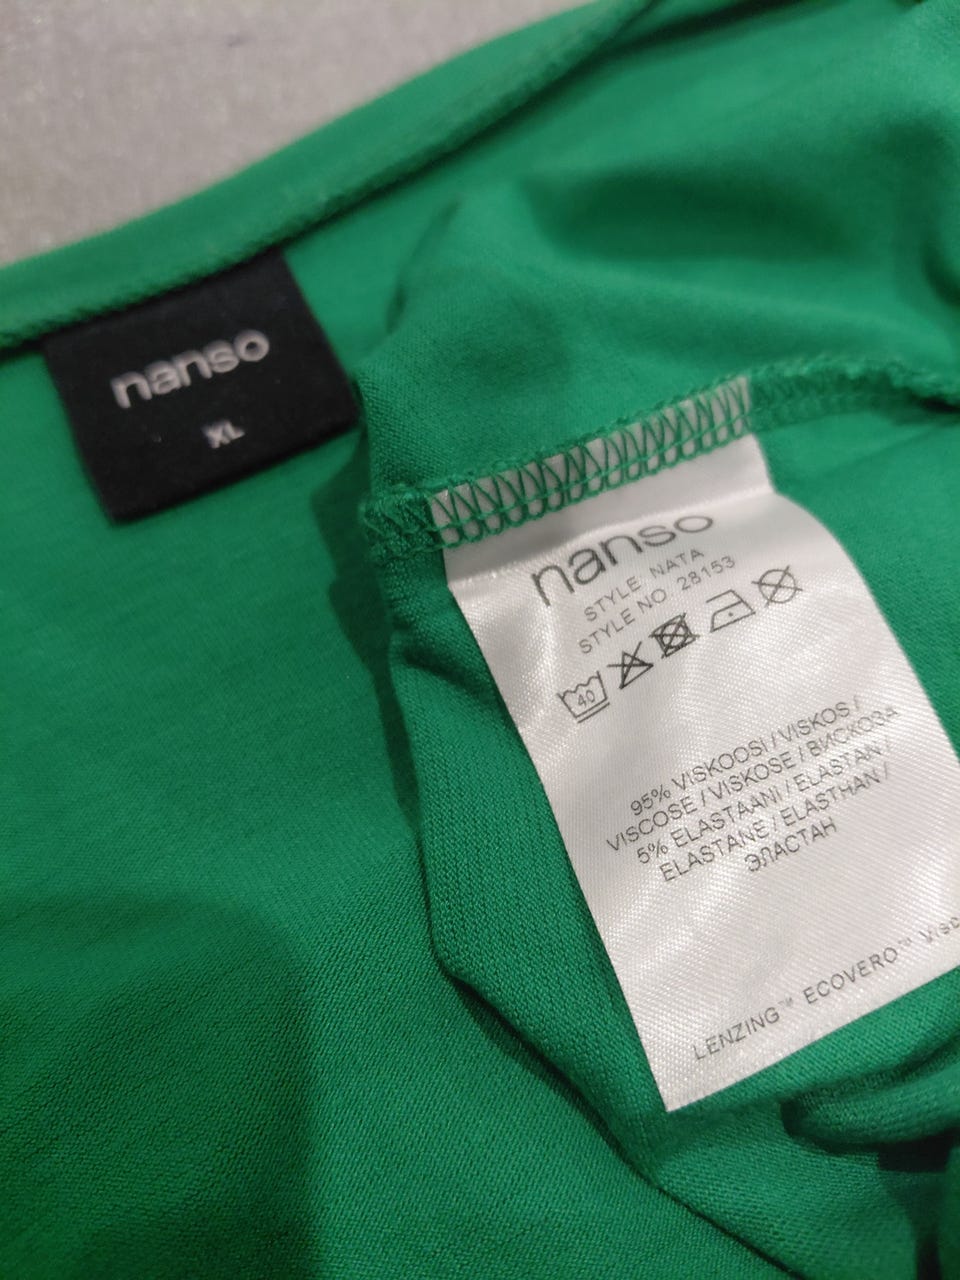 nanso
XL
nanso
STYLE NATA
STYLE NO 28153
40
95% VISKOOSI / VISKOS /
VISCOSE / VISKOSE / ВИСКОЗА
5% ELASTAANI / ELASTAN /
ELASTANE / ELASTHAN /
ЭЛАСТАН
LENZING™ ECOVERO™